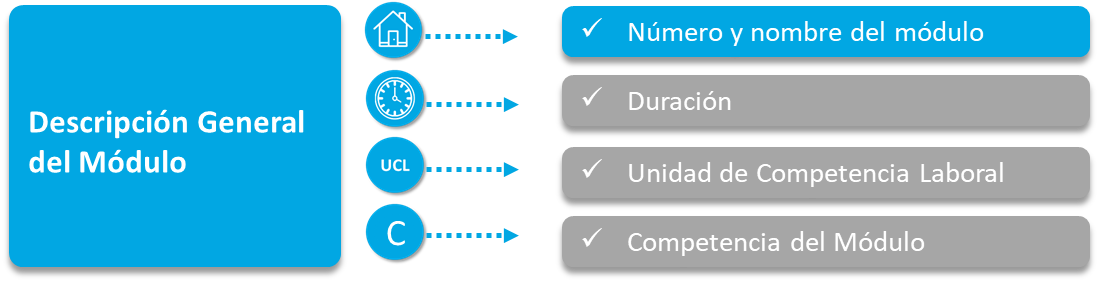 Descripción General
del Módulo
✓ Número y nombre del módulo
✓ Duración
UCL
✓ Unidad de Competencia Laboral
C
✓ Competencia del Módulo